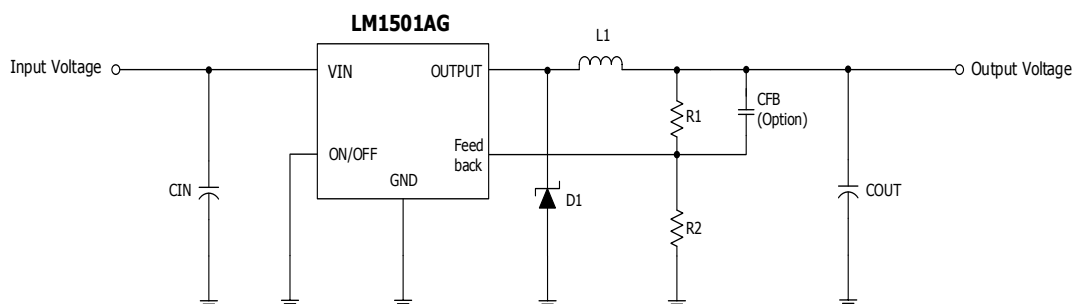 LM1501AG
L1
Input Voltage
VIN
OUTPUT
Output Voltage
R1
CFB
(Option)
ON/OFF
Feed
back
GND
CIN
D1
R2
COUT